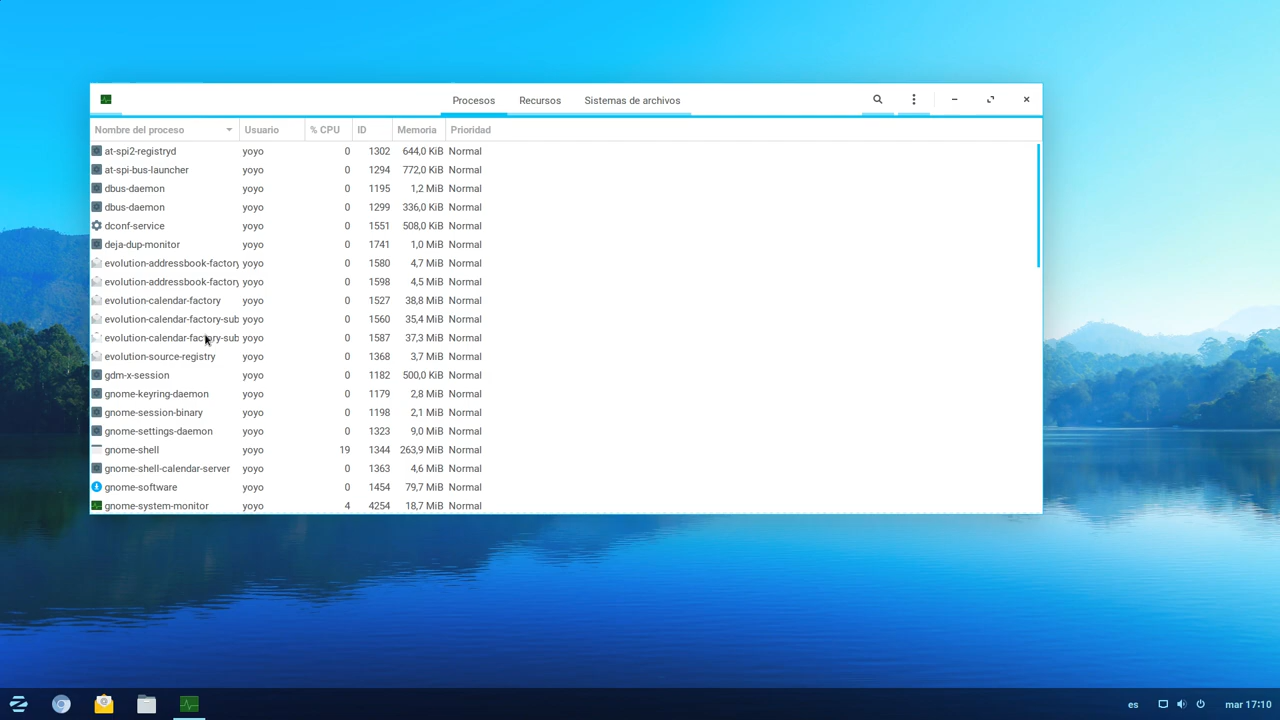 Procesos Recursos Sistemas de archivos
Nombre del proceso Usuario % CPU ID Memoria Prioridad
at-spi2-registryd yoyo 0 1302 644,0 KiB Normal
at-spi-bus-launcher yoyo 0 1294 772,0 KiB Normal
dbus-daemon yoyo 0 1195 1,2 MiB Normal
dbus-daemon yoyo 0 1299 336,0 KiB Normal
dconf-service yoyo 0 1551 508,0 KiB Normal
deja-dup-monitor yoyo 0 1741 1,0 MiB Normal
evolution-addressbook-factory yoyo 0 1580 4,7 MiB Normal
evolution-addressbook-factory yoyo 0 1598 4,5 MiB Normal
evolution-calendar-factory yoyo 0 1527 38,8 MiB Normal
evolution-calendar-factory-sub yoyo 0 1560 35,4 MiB Normal
evolution-calendar-factory-sub yoyo 0 1587 37,3 MiB Normal
evolution-source-registry yoyo 0 1368 3,7 MiB Normal
gdm-x-session yoyo 0 1182 500,0 KiB Normal
gnome-keyring-daemon yoyo 0 1179 2,8 MiB Normal
gnome-session-binary yoyo 0 1198 2,1 MiB Normal
gnome-settings-daemon yoyo 0 1323 9,0 MiB Normal
gnome-shell yoyo 19 1344 263,9 MiB Normal
gnome-shell-calendar-server yoyo 0 1363 4,6 MiB Normal
gnome-software yoyo 0 1454 79,7 MiB Normal
gnome-system-monitor yoyo 4 4254 18,7 MiB Normal
es mar 17:10